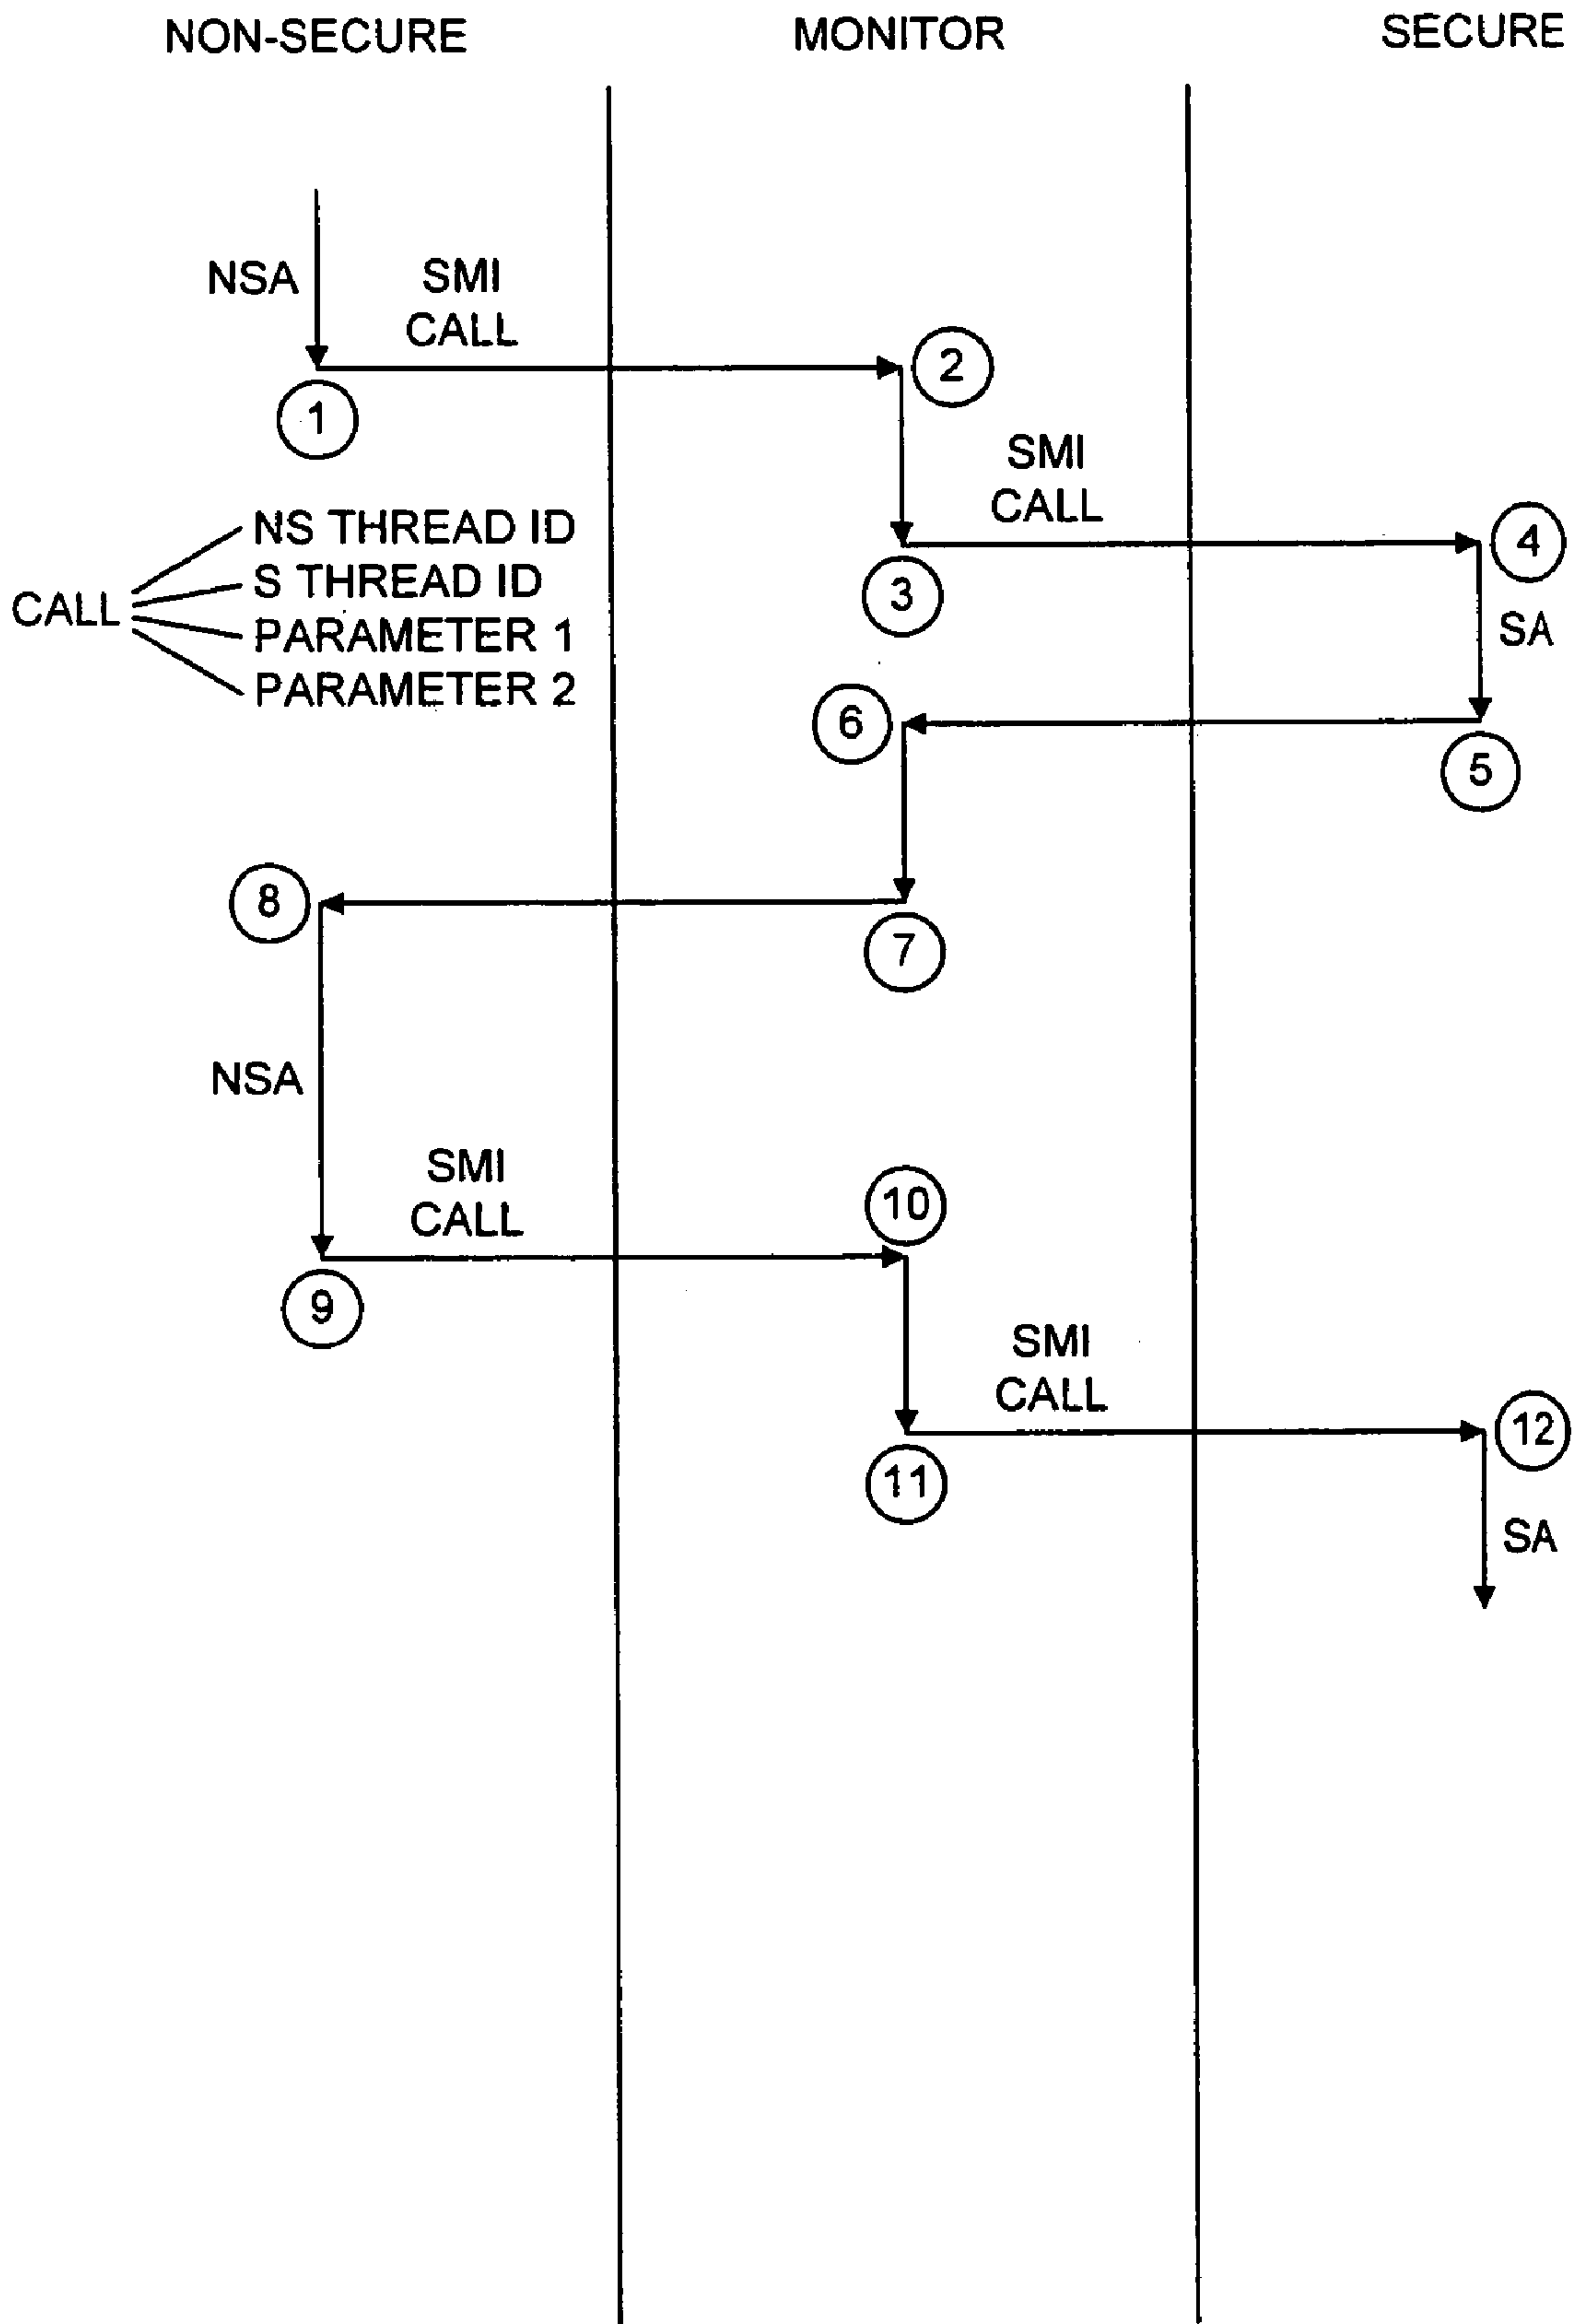 NON-SECURE
MONITOR
SECURE
NSA
SMI
CALL
2
1
SMI
CALL
4
NS THREAD ID
S THREAD ID
CALL
PARAMETER 1
PARAMETER 2
3
SA
6
5
8
7
NSA
SMI
CALL
10
9
SMI
CALL
12
11
SA